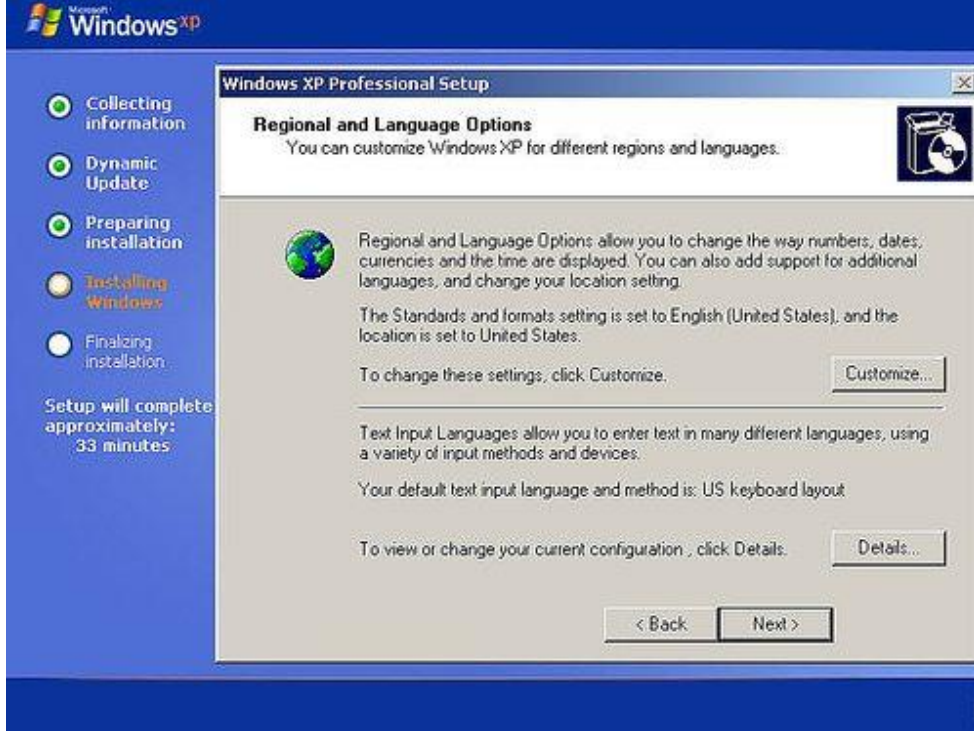 Microsoft
Windows xp
Collecting
information
Dynamic
Update
Preparing
installation
Installing
Windows
Finalizing
installation
Setup will complete
approximately:
33 minutes
Windows XP Professional Setup
Regional and Language Options
You can customize Windows XP for different regions and languages.
Regional and Language Options allow you to change the way numbers, dates,
currencies and the time are displayed. You can also add support for additional
languages, and change your location setting.
The Standards and formats setting is set to English (United States), and the
location is set to United States.
To change these settings, click Customize.
Customize...
Text Input Languages allow you to enter text in many different languages, using
a variety of input methods and devices.
Your default text input language and method is: US keyboard layout
To view or change your current configuration , click Details.
Details...
< Back
Next >